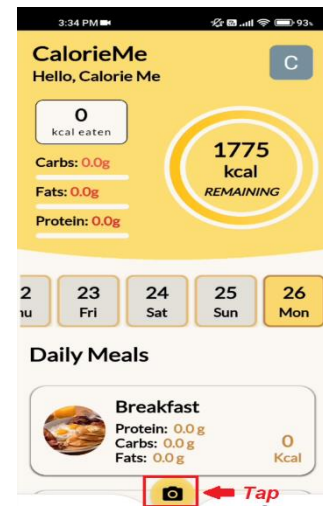 3:34 PM
93%
CalorieMe
Hello, Calorie Me
C
0
kcal eaten
Carbs: 0.0g
Fats: 0.0g
Protein: 0.0g
1775
kcal
REMAINING
2 23 24 25 26
nu Fri Sat Sun Mon
Daily Meals
Breakfast
Protein: 0.0 g
Carbs: 0.0 g
Fats: 0.0 g
0
Kcal
Tap